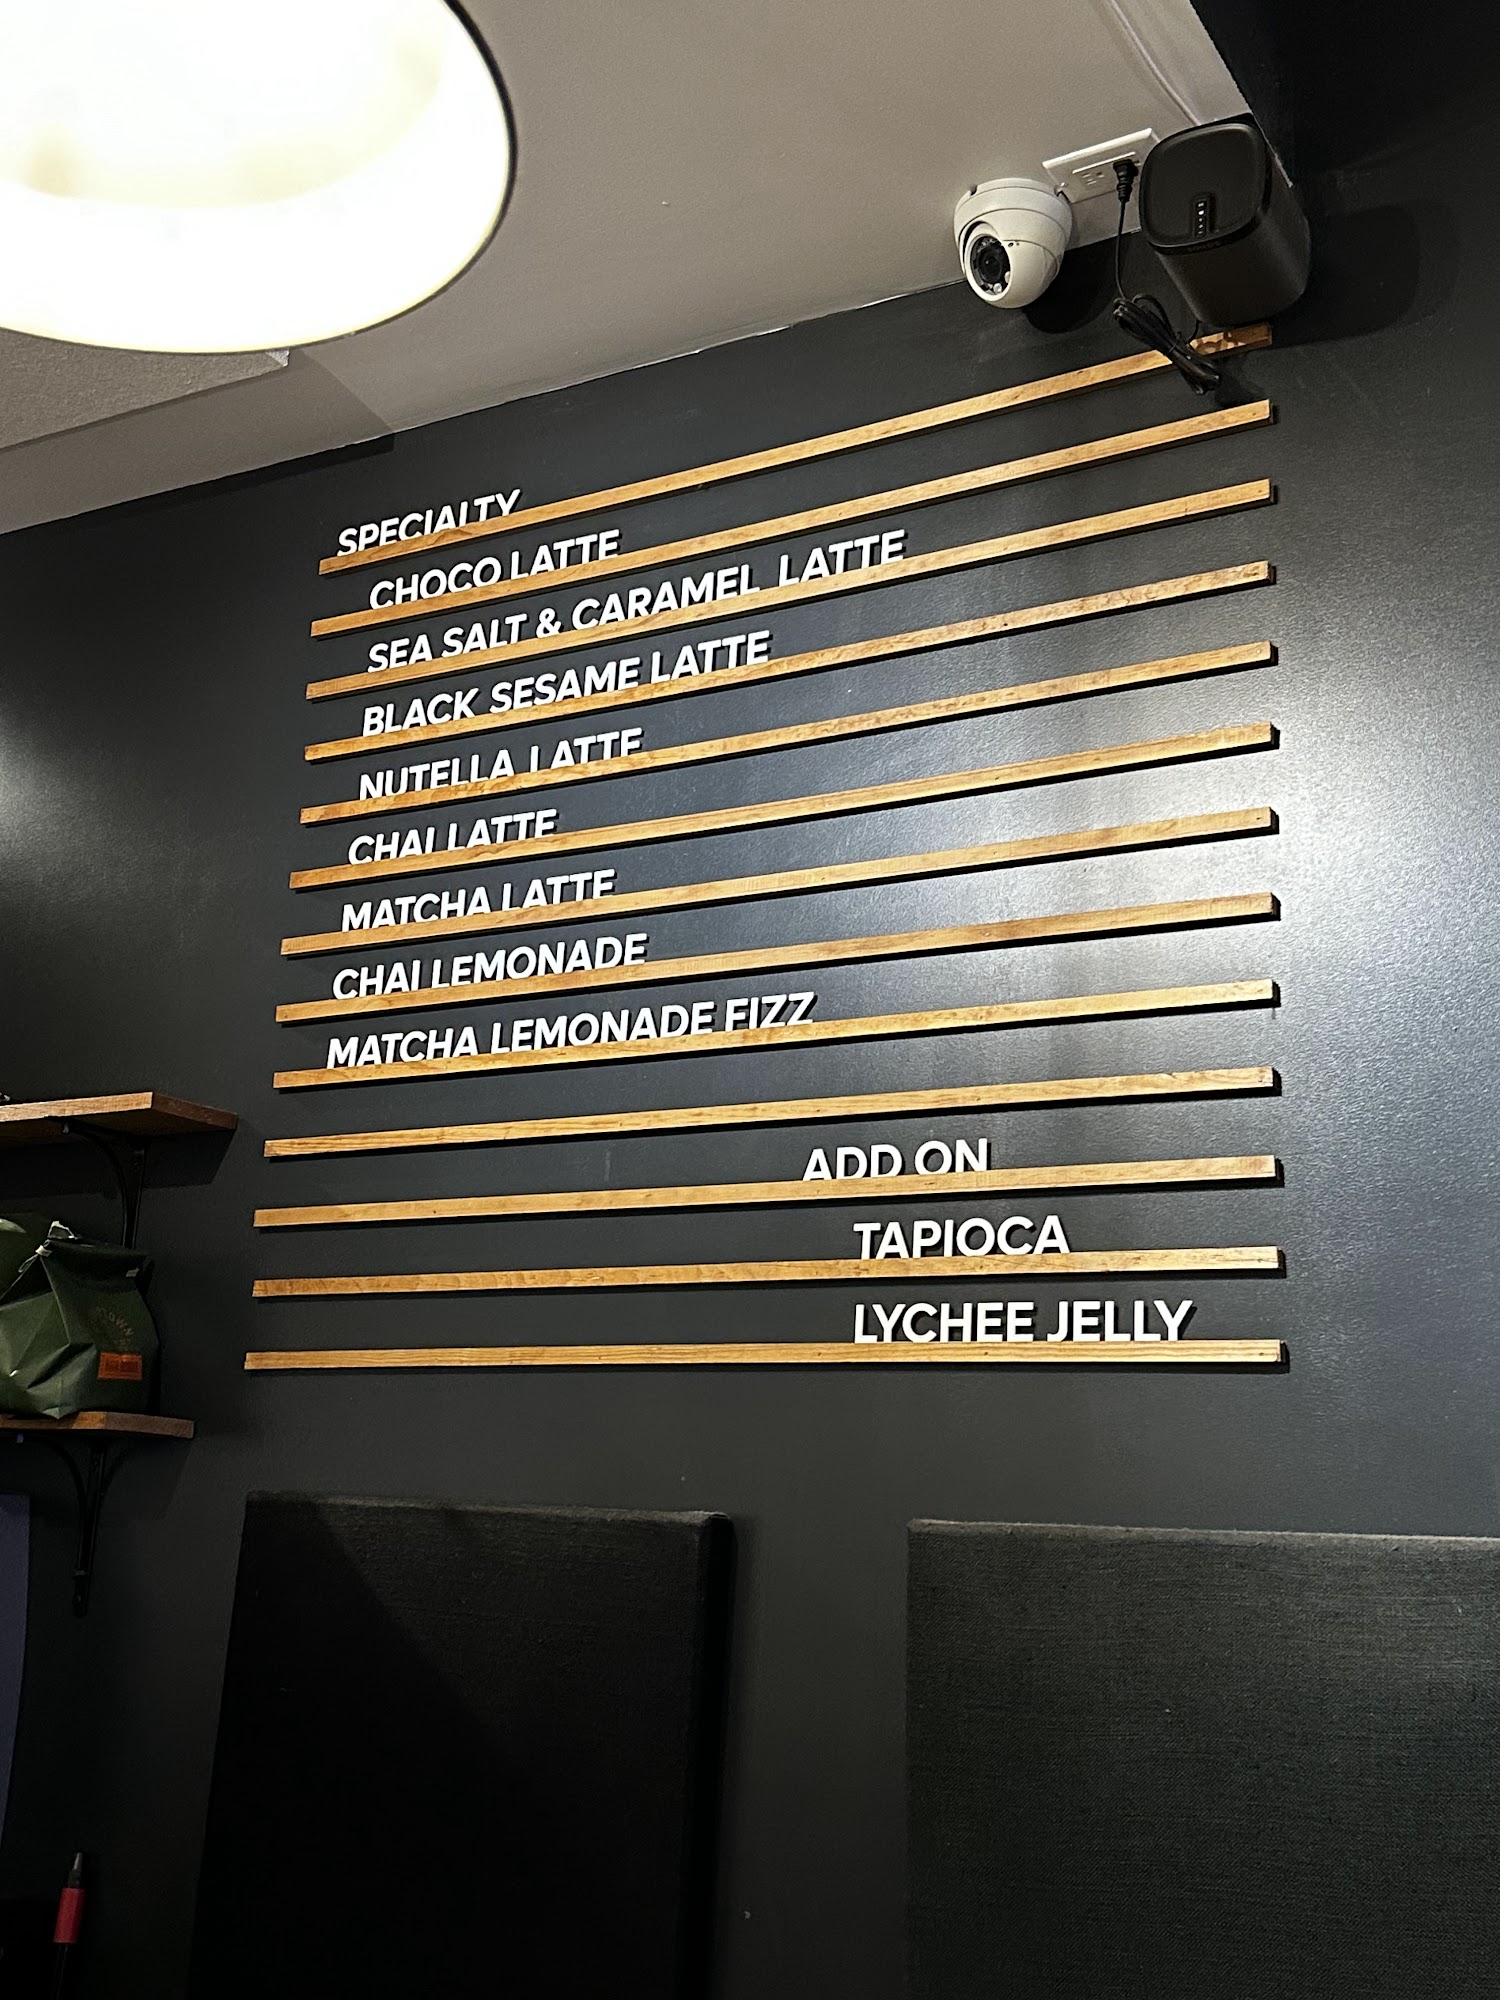 SPECIALTY
CHOCO LATTE
SEA SALT & CARAMEL LATTE
BLACK SESAME LATTE
NUTELLA LATTE
CHAI LATTE
MATCHA LATTE
CHAI LEMONADE
MATCHA LEMONADE FIZZ
ADD ON
TAPIOCA
LYCHEE JELLY